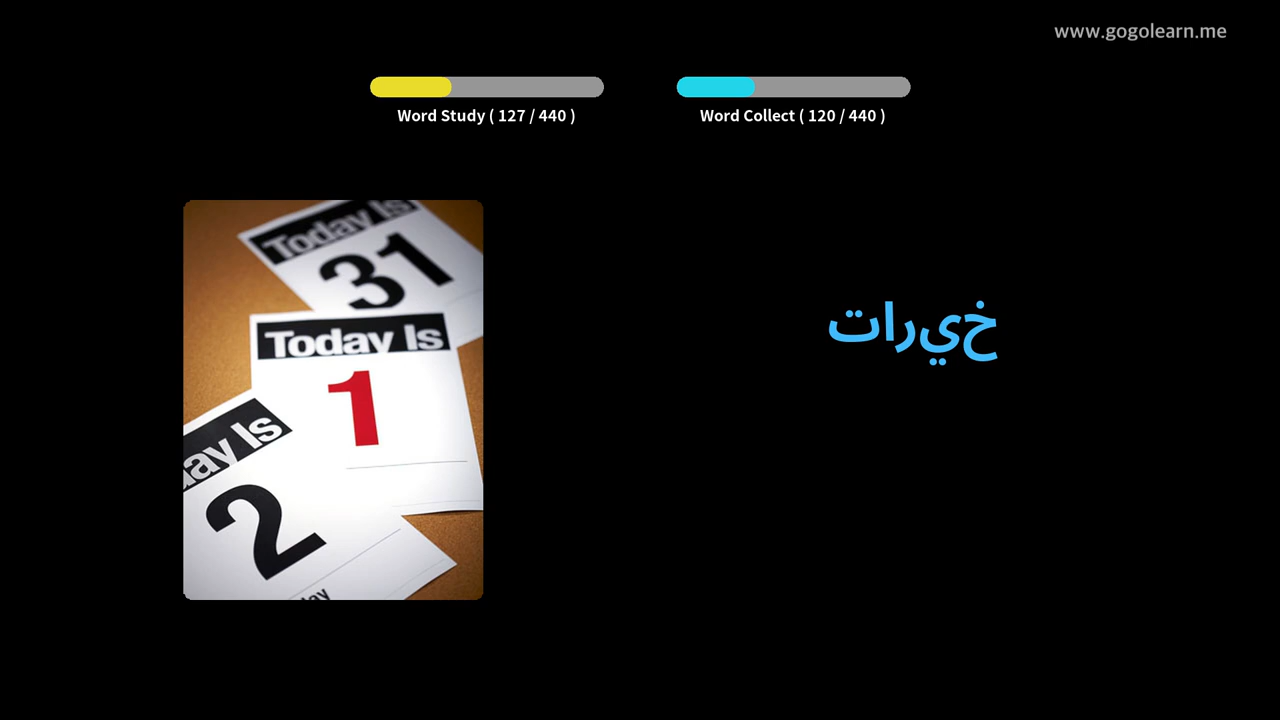 www.gogolearn.me
Word Study ( 127 / 440 )
Word Collect ( 120 / 440 )
Today Is
31
Today Is
1
ay Is
2
خيرات